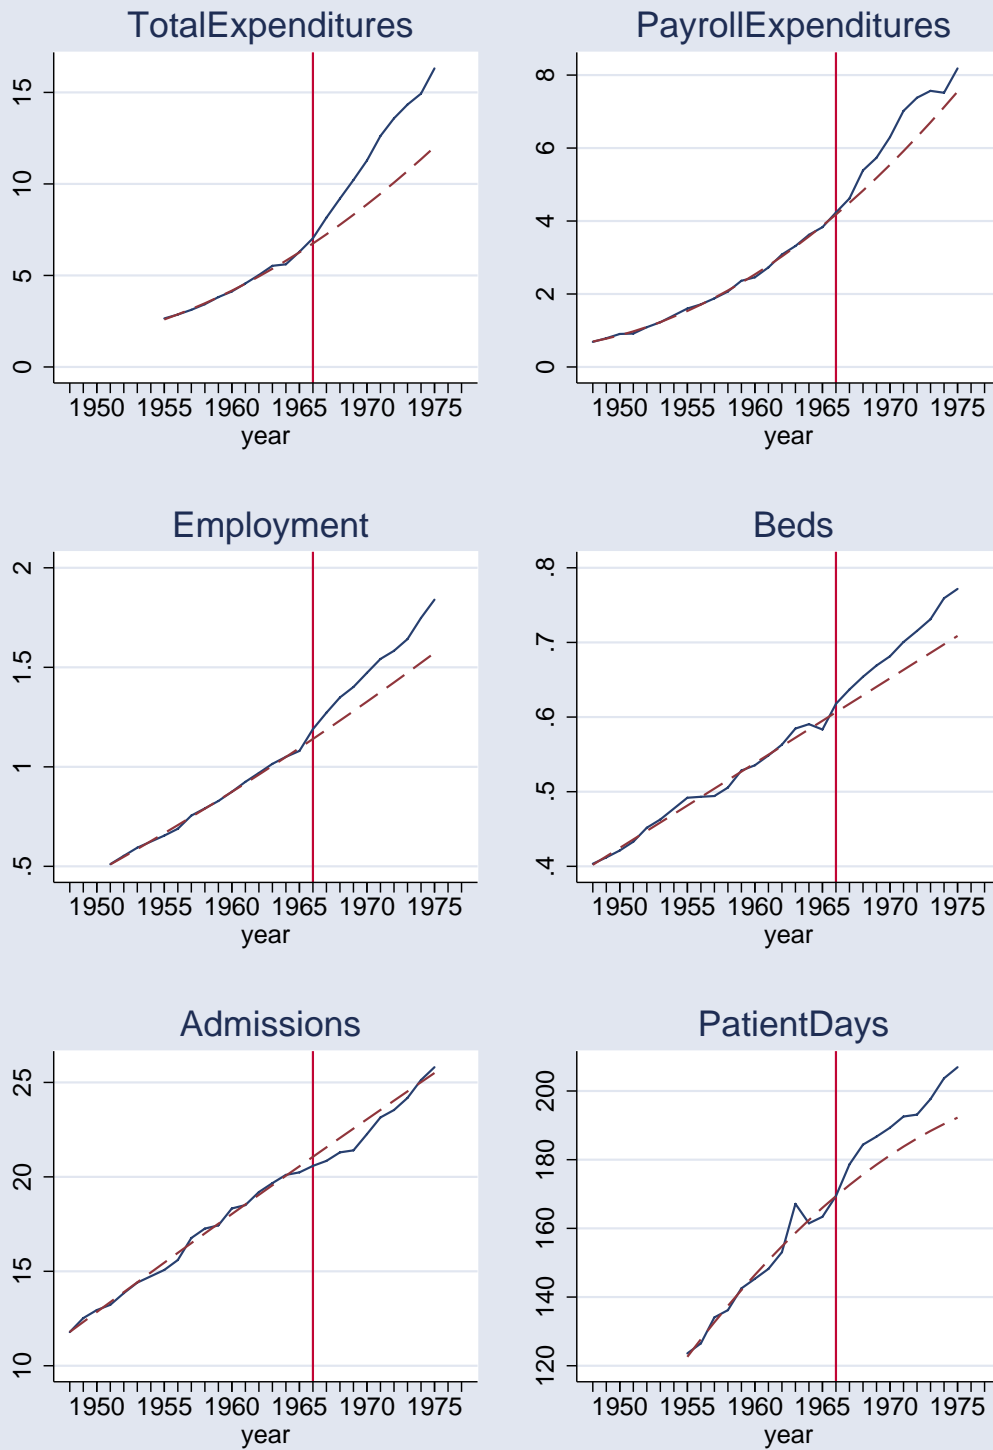 TotalExpenditures
15
10
5
0
1950 1955 1960 1965 1970 1975
year
PayrollExpenditures
8
6
4
2
0
1950 1955 1960 1965 1970 1975
year
Employment
2
1.5
1
.5
1950 1955 1960 1965 1970 1975
year
Beds
.8
.7
.6
.5
.4
1950 1955 1960 1965 1970 1975
year
Admissions
25
20
15
10
1950 1955 1960 1965 1970 1975
year
PatientDays
200
180
160
140
120
1950 1955 1960 1965 1970 1975
year